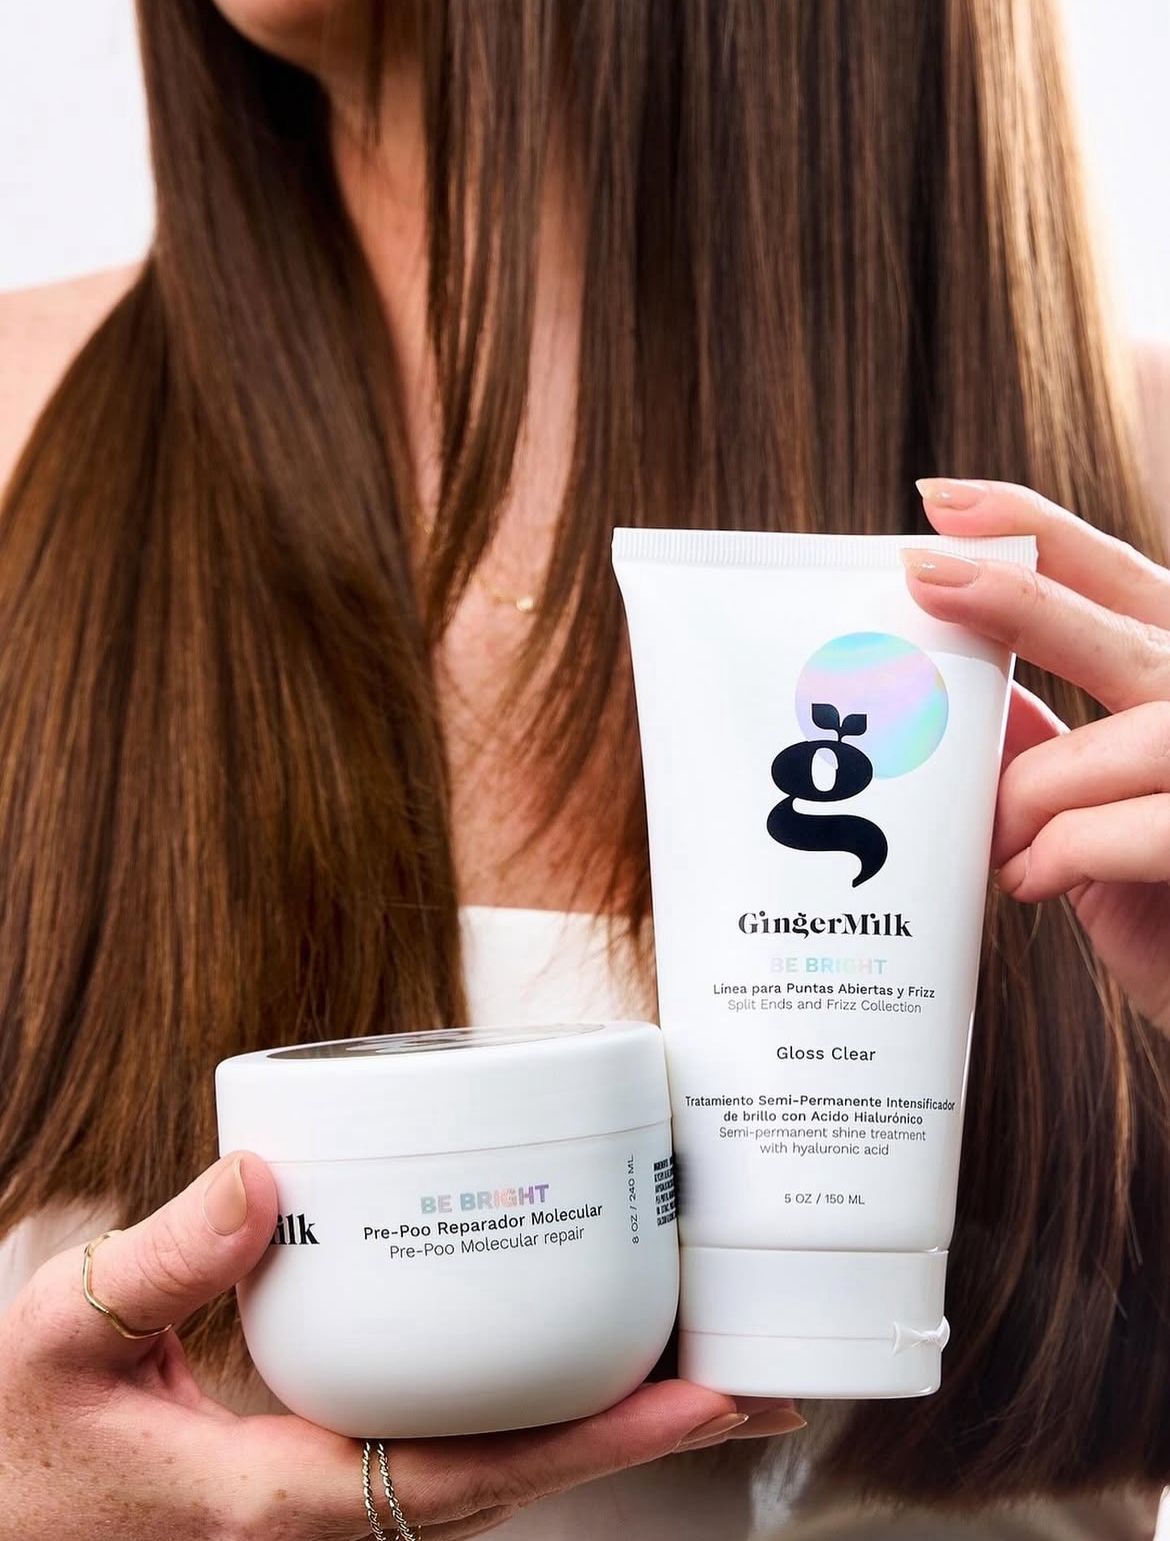 g
GingerMilk
BE BRIGHT
Línea para Puntas Abiertas y Frizz
Split Ends and Frizz Collection
Gloss Clear
Tratamiento Semi-Permanente Intensificador
de brillo con Acido Hialurónico
Semi-permanent shine treatment
with hyaluronic acid
5 OZ / 150 ML
ilk
BE BRIGHT
Pre-Poo Reparador Molecular
Pre-Poo Molecular repair
8 OZ / 240 ML